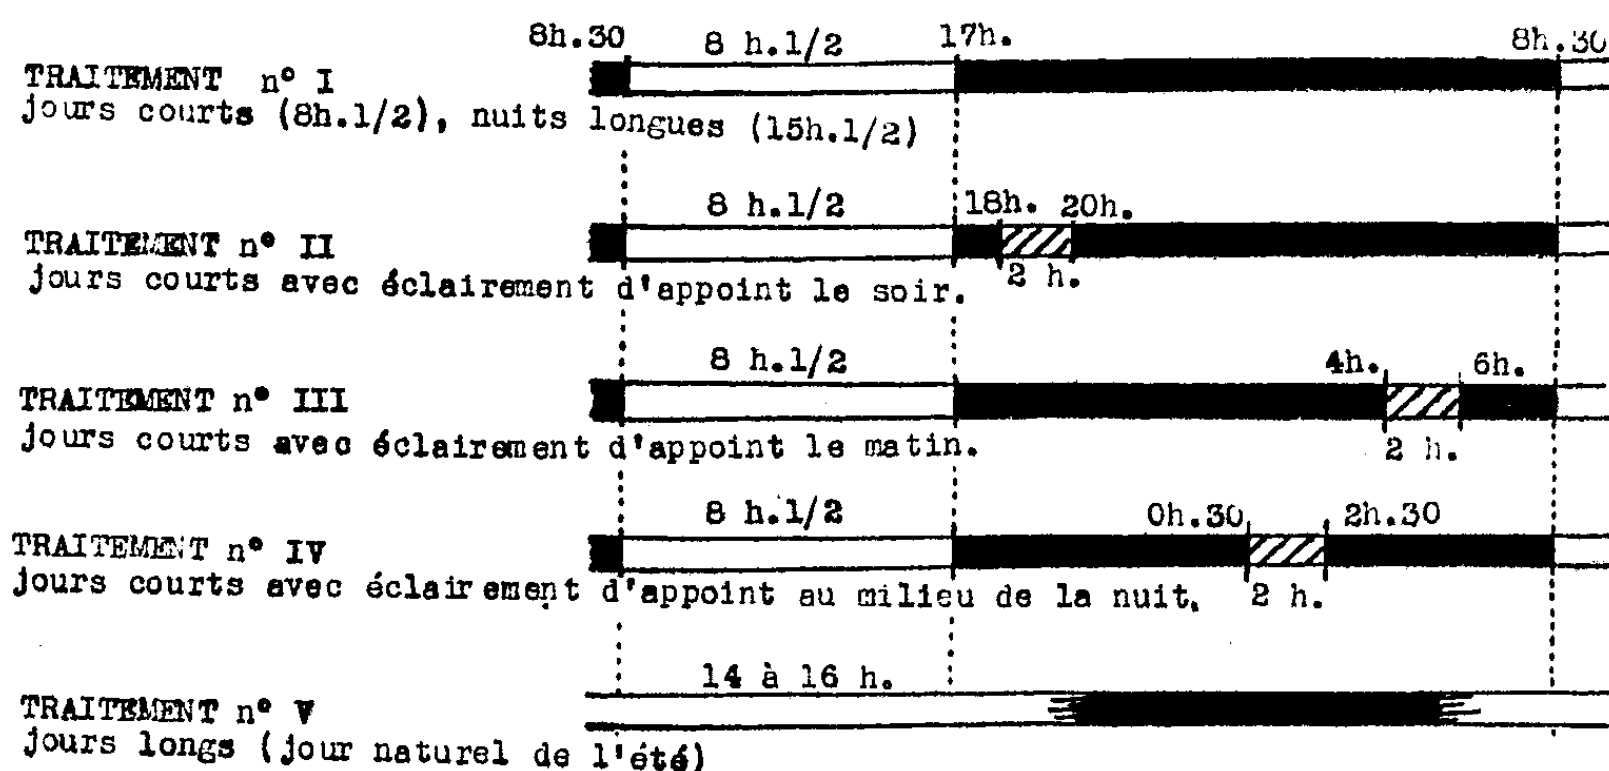 8h.30 8 h.1/2 17h. 8h.30
TRAITEMENT n° I
jours courts (8h.1/2), nuits longues (15h.1/2)
8 h.1/2 18h. 20h.
TRAITEMENT n° II
jours courts avec éclairement d'appoint le soir. 2 h.
8 h.1/2 4h. 6h.
TRAITEMENT n° III
jours courts avec éclairement d'appoint le matin. 2 h.
8 h.1/2 0h.30 2h.30
TRAITEMENT n° IV
jours courts avec éclairement d'appoint au milieu de la nuit. 2 h.
14 à 16 h.
TRAITEMENT n° V
jours longs (jour naturel de l'été)